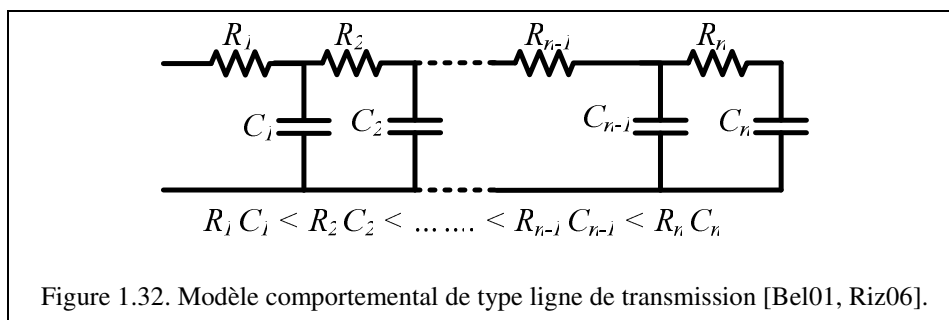 R1 R2 Rn-1 Rn
C1 C2 Cn-1 Cn
R1 C1 < R2 C2 < ... .... < Rn-1 Cn-1 < Rn Cn
Figure 1.32. Modèle comportemental de type ligne de transmission [Bel01, Riz06].